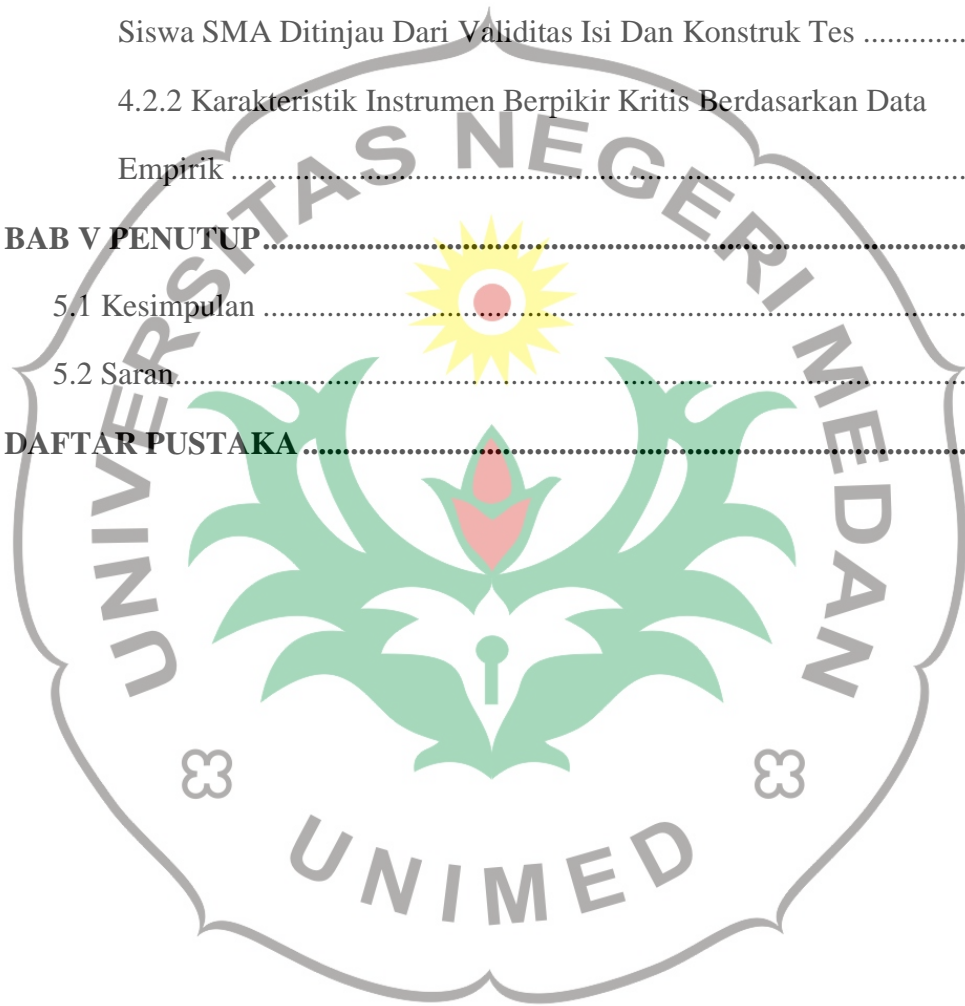 Siswa SMA Ditinjau Dari Validitas Isi Dan Konstruk Tes .............
4.2.2 Karakteristik Instrumen Berpikir Kritis Berdasarkan Data
Empirik ....................................................................................
BAB V PENUTUP................................................................................
5.1 Kesimpulan ................................................................................
5.2 Saran............................................................................................
DAFTAR PUSTAKA ..........................................................................
UNIVERSITAS NEGERI MEDAN
UNIMED